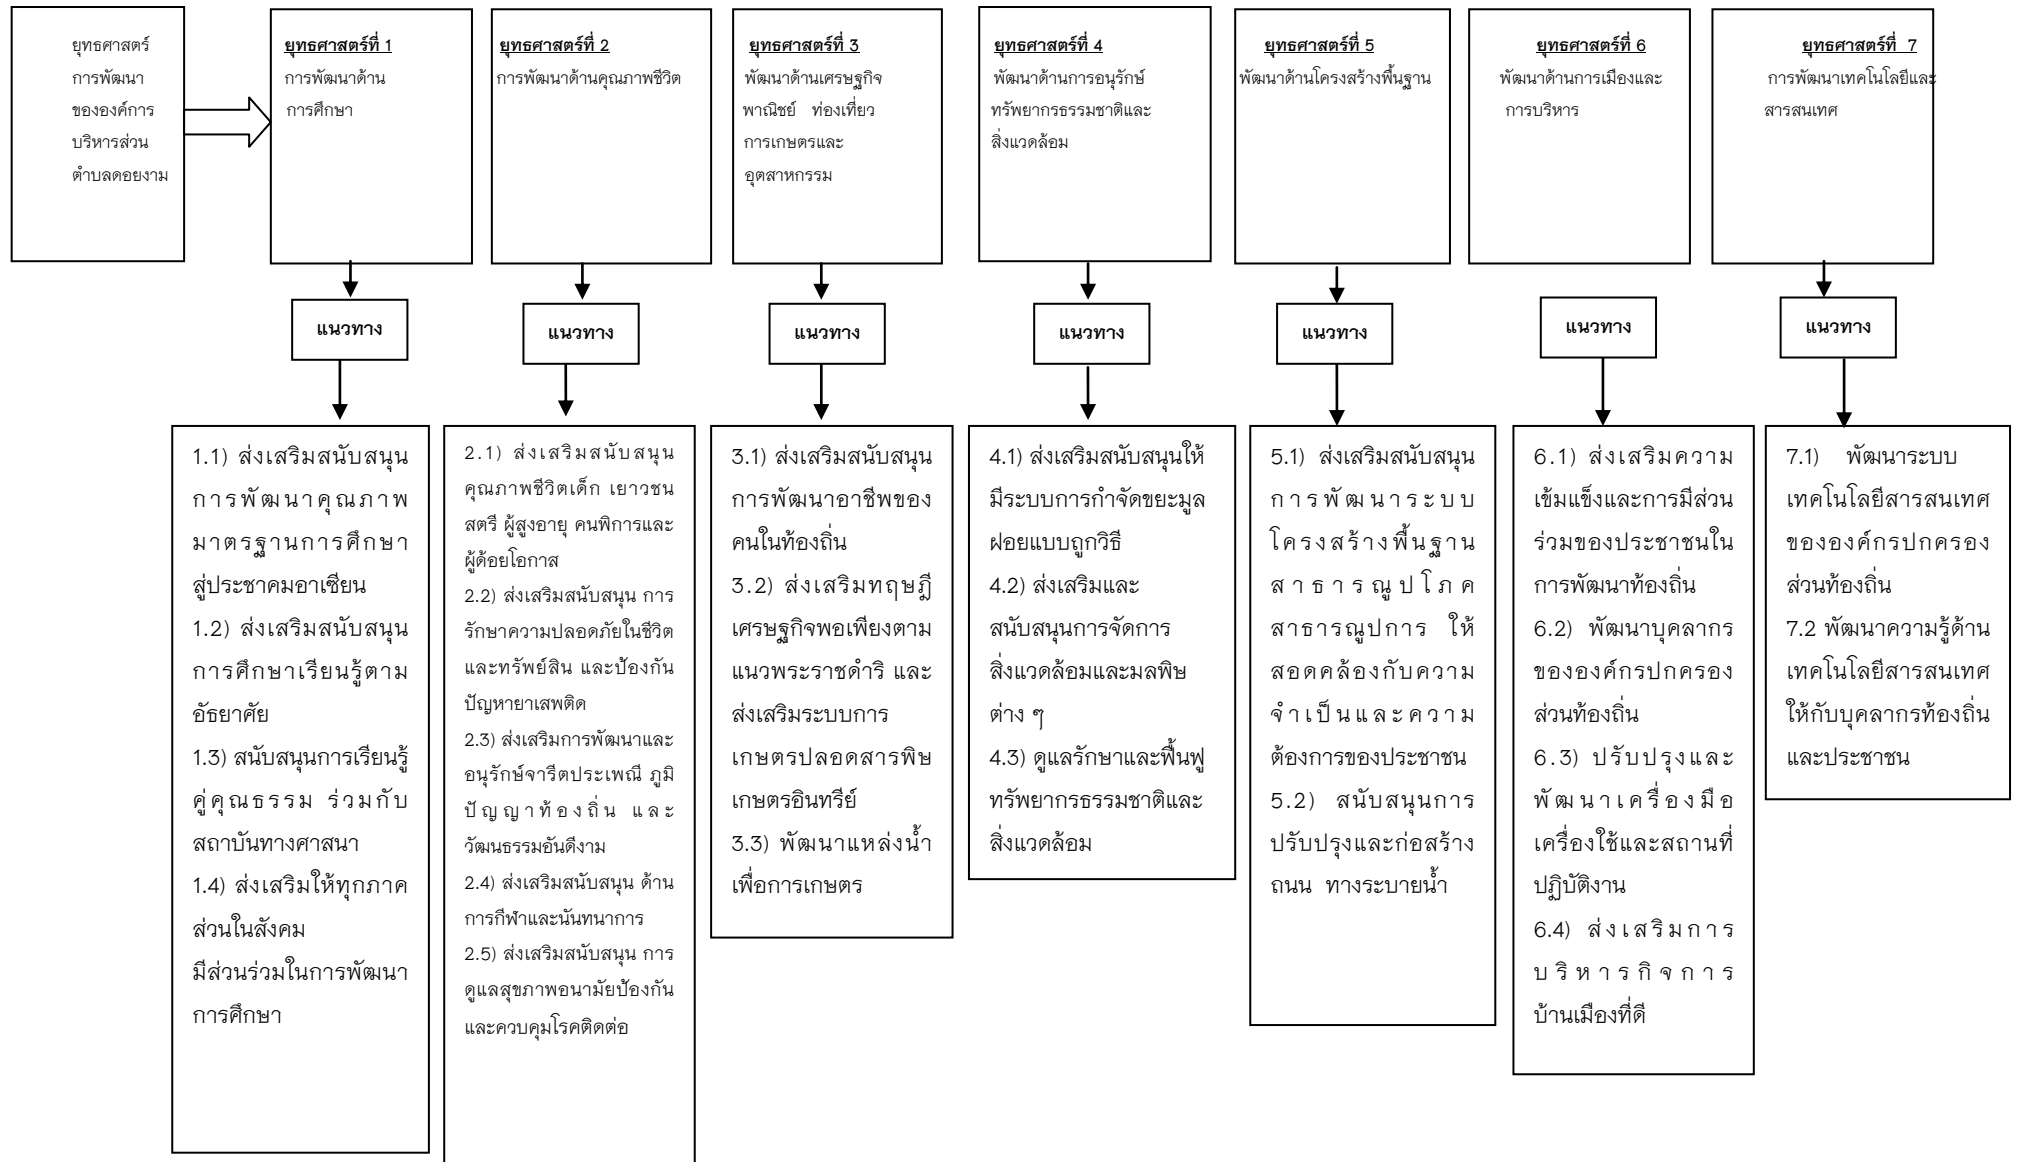 ยุทธศาสตร์
การพัฒนา
ขององค์การ
บริหารส่วน
ตำบลดอยงาม
ยุทธศาสตร์ที่ 1
การพัฒนาด้าน
การศึกษา
ยุทธศาสตร์ที่ 2
การพัฒนาด้านคุณภาพชีวิต
ยุทธศาสตร์ที่ 3
พัฒนาด้านเศรษฐกิจ
พาณิชย์ ท่องเที่ยว
การเกษตรและ
อุตสาหกรรม
ยุทธศาสตร์ที่ 4
พัฒนาด้านการอนุรักษ์
ทรัพยากรธรรมชาติและ
สิ่งแวดล้อม
ยุทธศาสตร์ที่ 5
พัฒนาด้านโครงสร้างพื้นฐาน
ยุทธศาสตร์ที่ 6
พัฒนาด้านการเมืองและ
การบริหาร
ยุทธศาสตร์ที่ 7
การพัฒนาเทคโนโลยีและ
สารสนเทศ
แนวทาง
แนวทาง
แนวทาง
แนวทาง
แนวทาง
แนวทาง
แนวทาง
1.1) ส่งเสริมสนับสนุน
การพัฒนาคุณภาพ
มาตรฐานการศึกษา
สู่ประชาคมอาเซียน
1.2) ส่งเสริมสนับสนุน
การศึกษาเรียนรู้ตาม
อัธยาศัย
1.3) สนับสนุนการเรียนรู้
คู่คุณธรรม ร่วมกับ
สถาบันทางศาสนา
1.4) ส่งเสริมให้ทุกภาค
ส่วนในสังคม
มีส่วนร่วมในการพัฒนา
การศึกษา
2.1) ส่งเสริมสนับสนุน
คุณภาพชีวิตเด็ก เยาวชน
สตรี ผู้สูงอายุ คนพิการและ
ผู้ด้อยโอกาส
2.2) ส่งเสริมสนับสนุน การ
รักษาความปลอดภัยในชีวิต
และทรัพย์สิน และป้องกัน
ปัญหายาเสพติด
2.3) ส่งเสริมการพัฒนาและ
อนุรักษ์จารีตประเพณี ภูมิ
ปัญญาท้องถิ่น และ
วัฒนธรรมอันดีงาม
2.4) ส่งเสริมสนับสนุน ด้าน
การกีฬาและนันทนาการ
2.5) ส่งเสริมสนับสนุน การ
ดูแลสุขภาพอนามัยป้องกัน
และควบคุมโรคติดต่อ
3.1) ส่งเสริมสนับสนุน
การพัฒนาอาชีพของ
คนในท้องถิ่น
3.2) ส่งเสริมทฤษฎี
เศรษฐกิจพอเพียงตาม
แนวพระราชดำริ และ
ส่งเสริมระบบการ
เกษตรปลอดสารพิษ
เกษตรอินทรีย์
3.3) พัฒนาแหล่งน้ำ
เพื่อการเกษตร
4.1) ส่งเสริมสนับสนุนให้
มีระบบการกำจัดขยะมูล
ฝอยแบบถูกวิธี
4.2) ส่งเสริมและ
สนับสนุนการจัดการ
สิ่งแวดล้อมและมลพิษ
ต่าง ๆ
4.3) ดูแลรักษาและฟื้นฟู
ทรัพยากรธรรมชาติและ
สิ่งแวดล้อม
5.1) ส่งเสริมสนับสนุน
การพัฒนาระบบ
โครงสร้างพื้นฐาน
สาธารณูปโภค
สาธารณูปการ ให้
สอดคล้องกับความ
จำเป็นและความ
ต้องการของประชาชน
5.2) สนับสนุนการ
ปรับปรุงและก่อสร้าง
ถนน ทางระบายน้ำ
6.1) ส่งเสริมความ
เข้มแข็งและการมีส่วน
ร่วมของประชาชนใน
การพัฒนาท้องถิ่น
6.2) พัฒนาบุคลากร
ขององค์กรปกครอง
ส่วนท้องถิ่น
6.3) ปรับปรุงและ
พัฒนาเครื่องมือ
เครื่องใช้และสถานที่
ปฏิบัติงาน
6.4) ส่งเสริมการ
บริหารกิจการ
บ้านเมืองที่ดี
7.1) พัฒนาระบบ
เทคโนโลยีสารสนเทศ
ขององค์กรปกครอง
ส่วนท้องถิ่น
7.2 พัฒนาความรู้ด้าน
เทคโนโลยีสารสนเทศ
ให้กับบุคลากรท้องถิ่น
และประชาชน